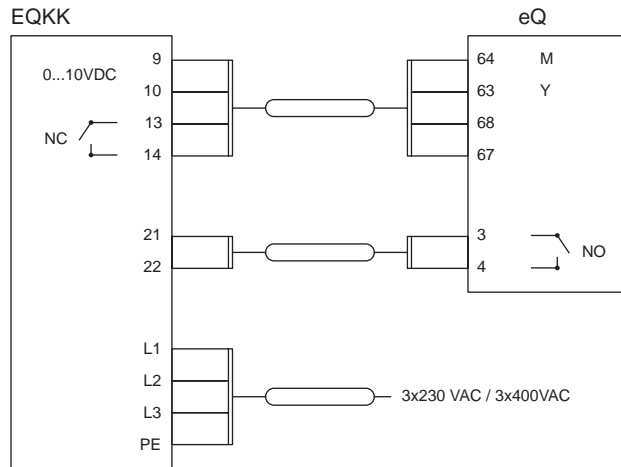 EQKK
eQ
0...10VDC
9
10
13
14
NC
64 M
63 Y
68
67
21
22
3
4
NO
L1
L2
L3
PE
3x230 VAC / 3x400VAC